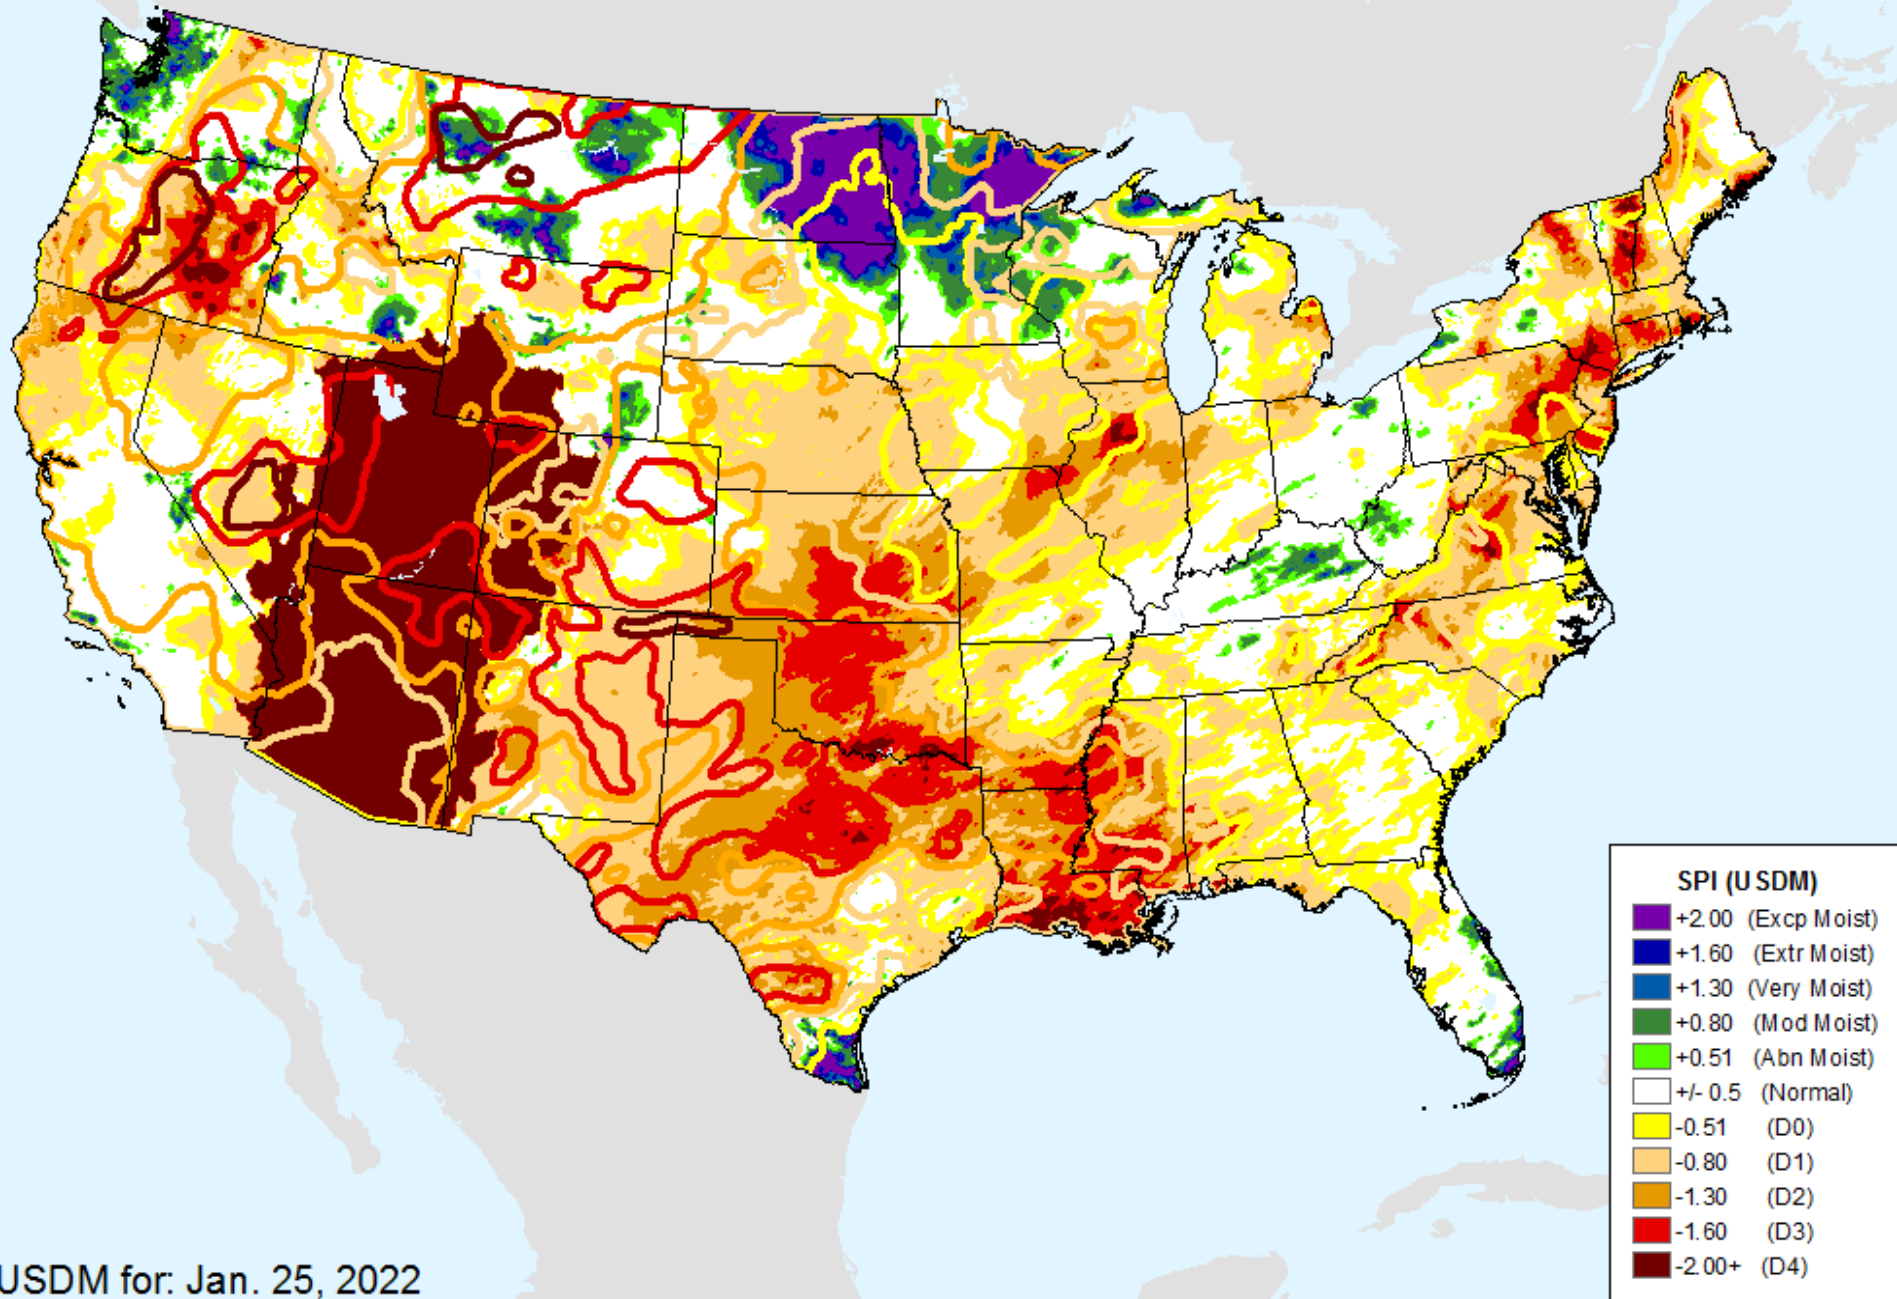 SPI (USDM)
+2.00 (Excp Moist)
+1.60 (Extr Moist)
+1.30 (Very Moist)
+0.80 (Mod Moist)
+0.51 (Abn Moist)
+/- 0.5 (Normal)
-0.51 (D0)
-0.80 (D1)
-1.30 (D2)
-1.60 (D3)
-2.00+ (D4)
USDM for: Jan. 25, 2022